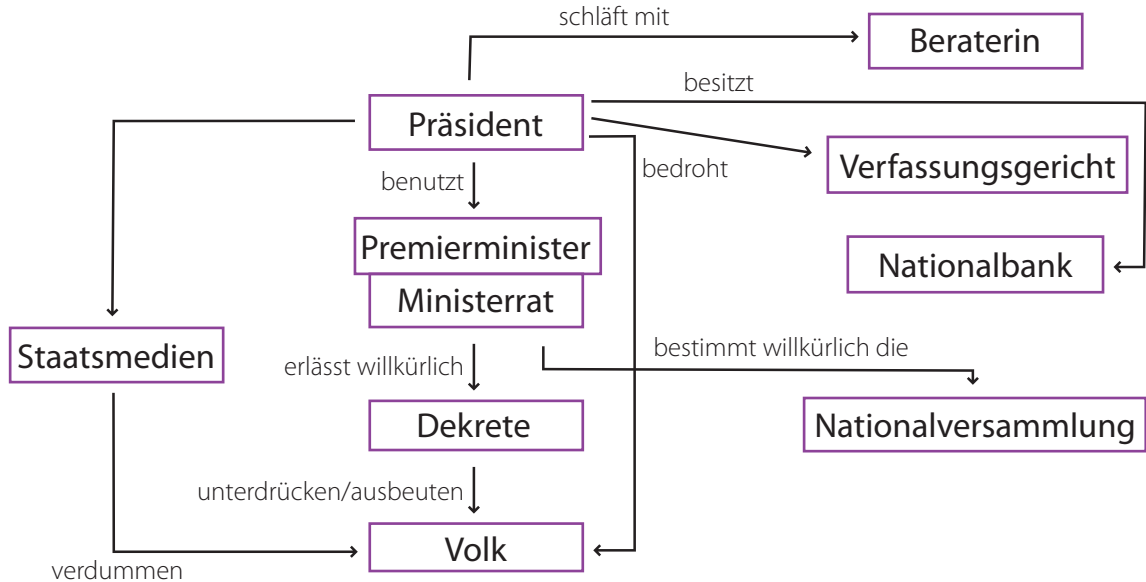 schläft mit
Beraterin
besitzt
Präsident
Verfassungsgericht
benutzt
bedroht
Premierminister
Nationalbank
Ministerrat
Staatsmedien
erlässt willkürlich
bestimmt willkürlich die
Dekrete
Nationalversammlung
unterdrücken/ausbeuten
Volk
verdummen